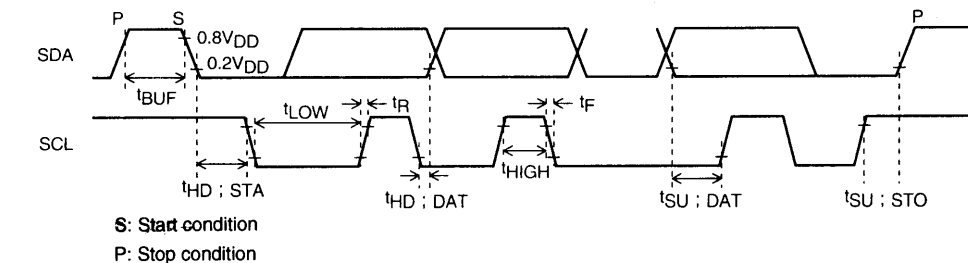 P S P
SDA
0.8VDD
0.2VDD
tBUF
tLOW
tR
tF
SCL
tHD ; STA
tHD ; DAT
tHIGH
tSU ; DAT
tSU ; STO
S: Start condition
P: Stop condition